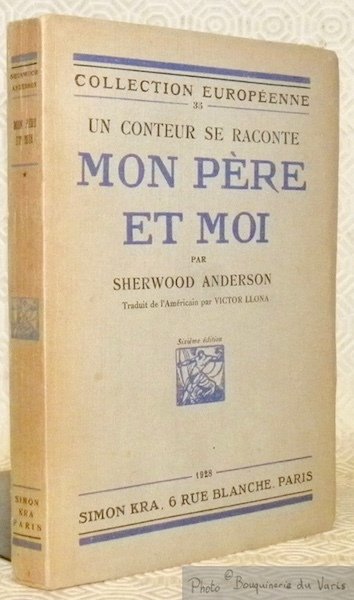 SHERWOOD
ANDERSON
MON PÈRE
ET MOI
*
SIMON
KRA
PARIS
COLLECTION EUROPÉENNE
35
UN CONTEUR SE RACONTE
MON PÈRE
ET MOI
PAR
SHERWOOD ANDERSON
Traduit de l'Américain par VICTOR LLONA
Sixième édition
1928
SIMON KRA, 6 RUE BLANCHE, PARIS
Photo © Bouquinerie du Varis